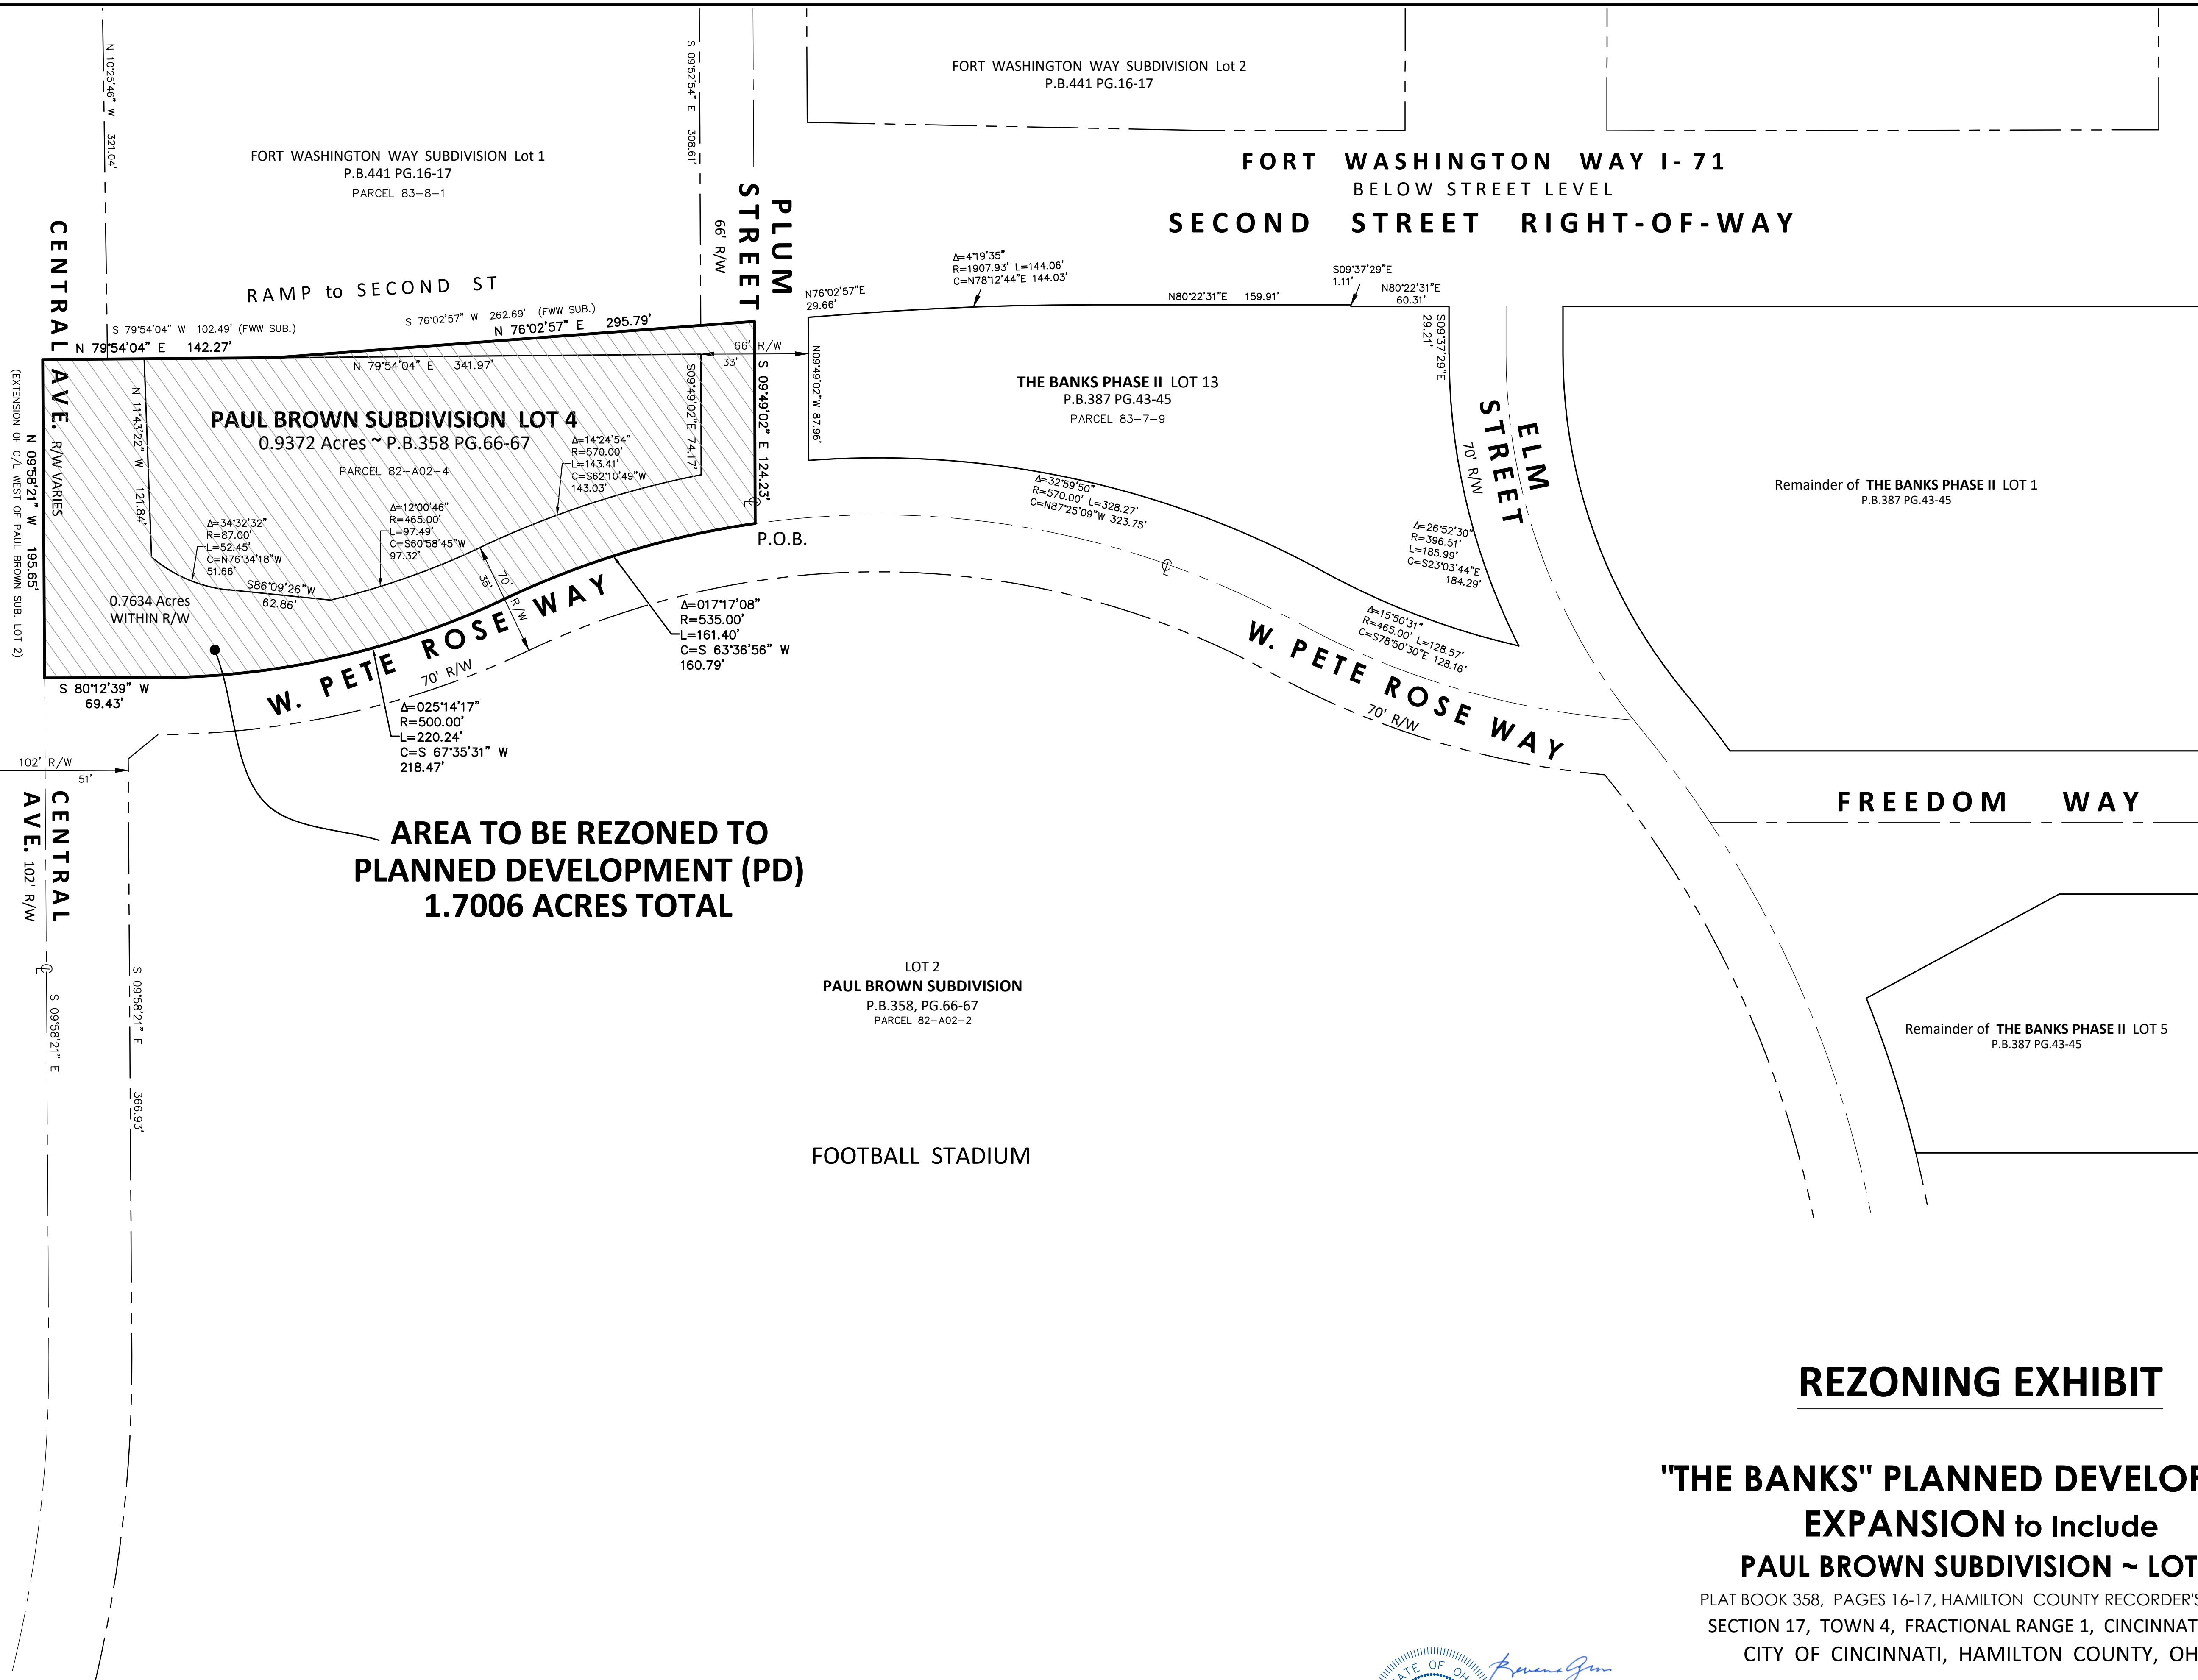 N 10°25'46" W 321.04'
FORT WASHINGTON WAY SUBDIVISION Lot 1
P.B.441 PG.16-17
PARCEL 83-8-1
S 09°52'54" E 308.61'
66' R/W
PLUM
STREET
FORT WASHINGTON WAY SUBDIVISION Lot 2
P.B.441 PG.16-17
FORT WASHINGTON WAY I-71
BELOW STREET LEVEL
SECOND STREET RIGHT-OF-WAY
CENTRAL AVE. R/W VARIES
RAMP to SECOND ST
S 79°54'04" W 102.49' (FWW SUB.)
S 76°02'57" W 262.69' (FWW SUB.)
N 76°02'57" E 295.79'
N 79°54'04" E 142.27'
N 79°54'04" E 341.97'
66' R/W
33'
N76°02'57"E
29.66'
Δ=4°19'35"
R=1907.93' L=144.06'
C=N78°12'44"E 144.03'
N80°22'31"E 159.91'
S09°37'29"E
1.11'
N80°22'31"E
60.31'
S09°37'29"E
29.21'
(EXTENSION OF C/L WEST OF PAUL BROWN SUB. LOT 2)
N 09°58'21" W 195.65'
N 11°43'22" W 121.84'
PAUL BROWN SUBDIVISION LOT 4
0.9372 Acres ~ P.B.358 PG.66-67
PARCEL 82-A02-4
Δ=14°24'54"
R=570.00'
L=143.41'
C=S62°10'49"W
143.03'
S09°49'02"E 74.17'
S 09°49'02" E 124.23'
N09°49'02"W 87.96'
THE BANKS PHASE II LOT 13
P.B.387 PG.43-45
PARCEL 83-7-9
ELM
STREET
70' R/W
Remainder of THE BANKS PHASE II LOT 1
P.B.387 PG.43-45
Δ=34°32'32"
R=87.00'
L=52.45'
C=N76°34'18"W
51.66'
Δ=12°00'46"
R=465.00'
L=97.49'
C=S60°58'45"W
97.32'
S86°09'26"W
62.86'
0.7634 Acres
WITHIN R/W
35'
70' R/W
P.O.B.
Δ=32°59'50"
R=570.00' L=328.27'
C=N87°25'09"W 323.75'
Δ=26°52'30"
R=396.51'
L=185.99'
C=S23°03'44"E
184.29'
Δ=017°17'08"
R=535.00'
L=161.40'
C=S 63°36'56" W
160.79'
Δ=15°50'31"
R=465.00' L=128.57'
C=S78°50'30"E 128.16'
W. PETE ROSE WAY
70' R/W
W. PETE ROSE WAY
70' R/W
S 80°12'39" W
69.43'
Δ=025°14'17"
R=500.00'
L=220.24'
C=S 67°35'31" W
218.47'
102' R/W
51'
CENTRAL
AVE. 102' R/W
FREEDOM WAY
AREA TO BE REZONED TO
PLANNED DEVELOPMENT (PD)
1.7006 ACRES TOTAL
S 09°58'21" E
S 09°58'21" E 366.93'
LOT 2
PAUL BROWN SUBDIVISION
P.B.358, PG.66-67
PARCEL 82-A02-2
Remainder of THE BANKS PHASE II LOT 5
P.B.387 PG.43-45
FOOTBALL STADIUM
REZONING EXHIBIT
"THE BANKS" PLANNED DEVELO
EXPANSION to Include
PAUL BROWN SUBDIVISION ~ LOT
PLAT BOOK 358, PAGES 16-17, HAMILTON COUNTY RECORDER'S
SECTION 17, TOWN 4, FRACTIONAL RANGE 1, CINCINNAT
CITY OF CINCINNATI, HAMILTON COUNTY, OH
ATE OF OH